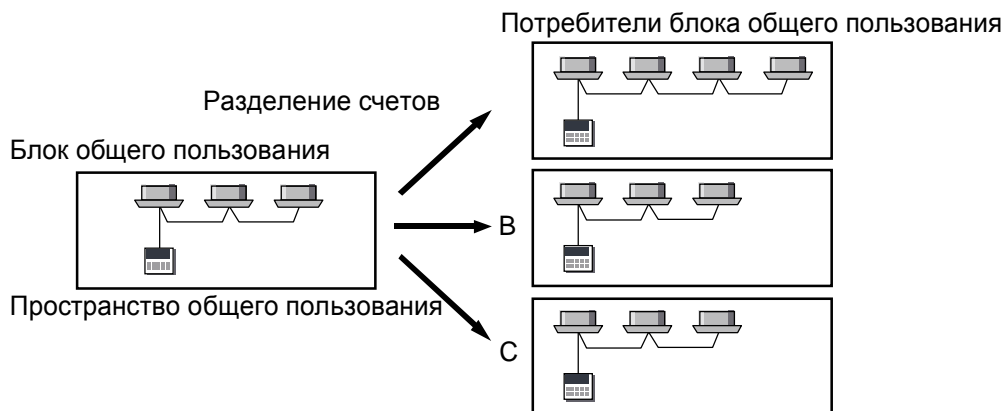 Потребители блока общего пользования
Разделение счетов
Блок общего пользования
B
Пространство общего пользования
C